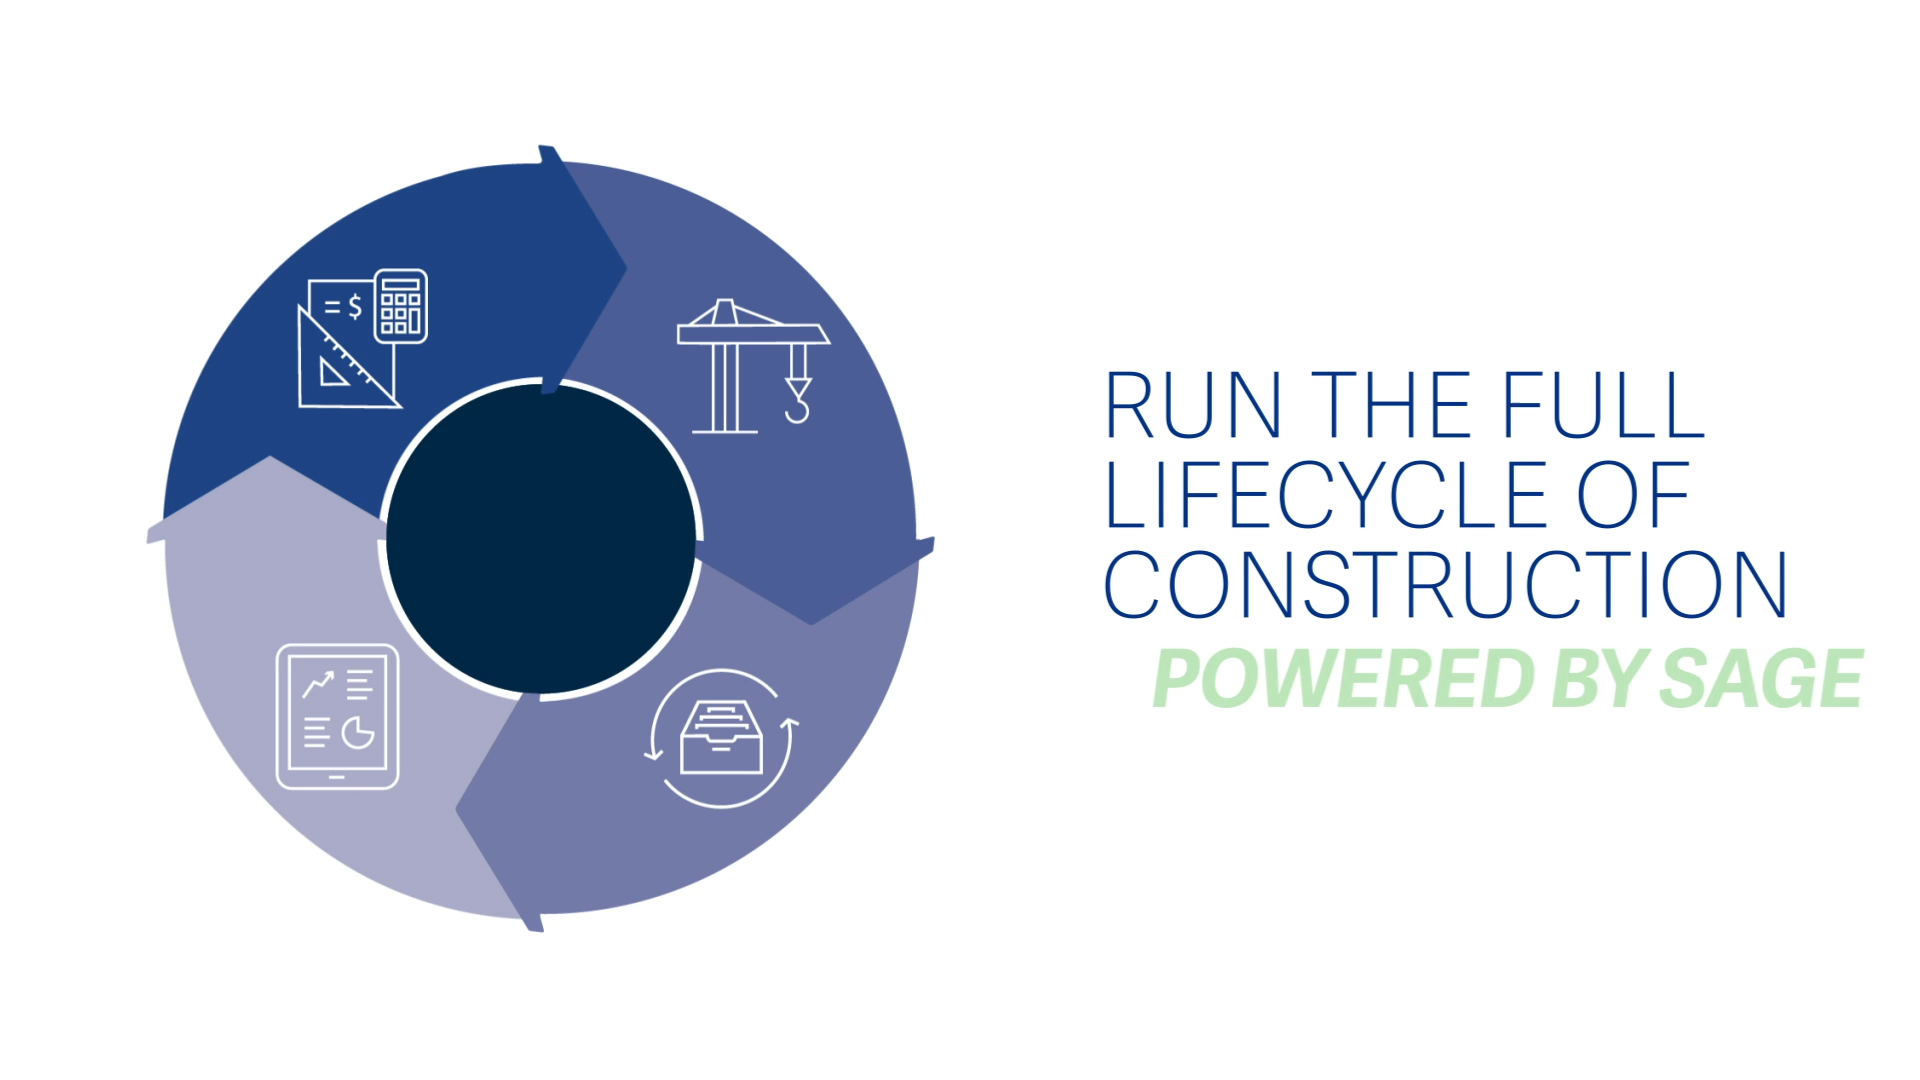 = $
RUN THE FULL
LIFECYCLE OF
CONSTRUCTION
POWERED BY SAGE